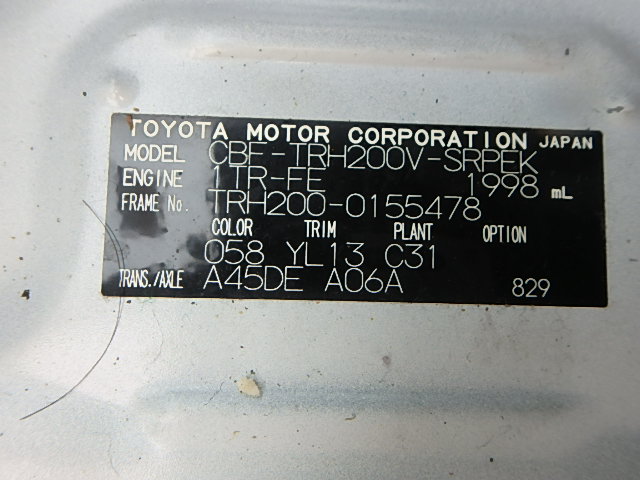 TOYOTA MOTOR CORPORATION JAPAN
MODEL CBF-TRH200V-SRPEK
ENGINE 1TR-FE 1998 mL
FRAME No. TRH200-0155478
COLOR TRIM PLANT OPTION
058 YL13 C31
TRANS./AXLE A45DE A06A 829